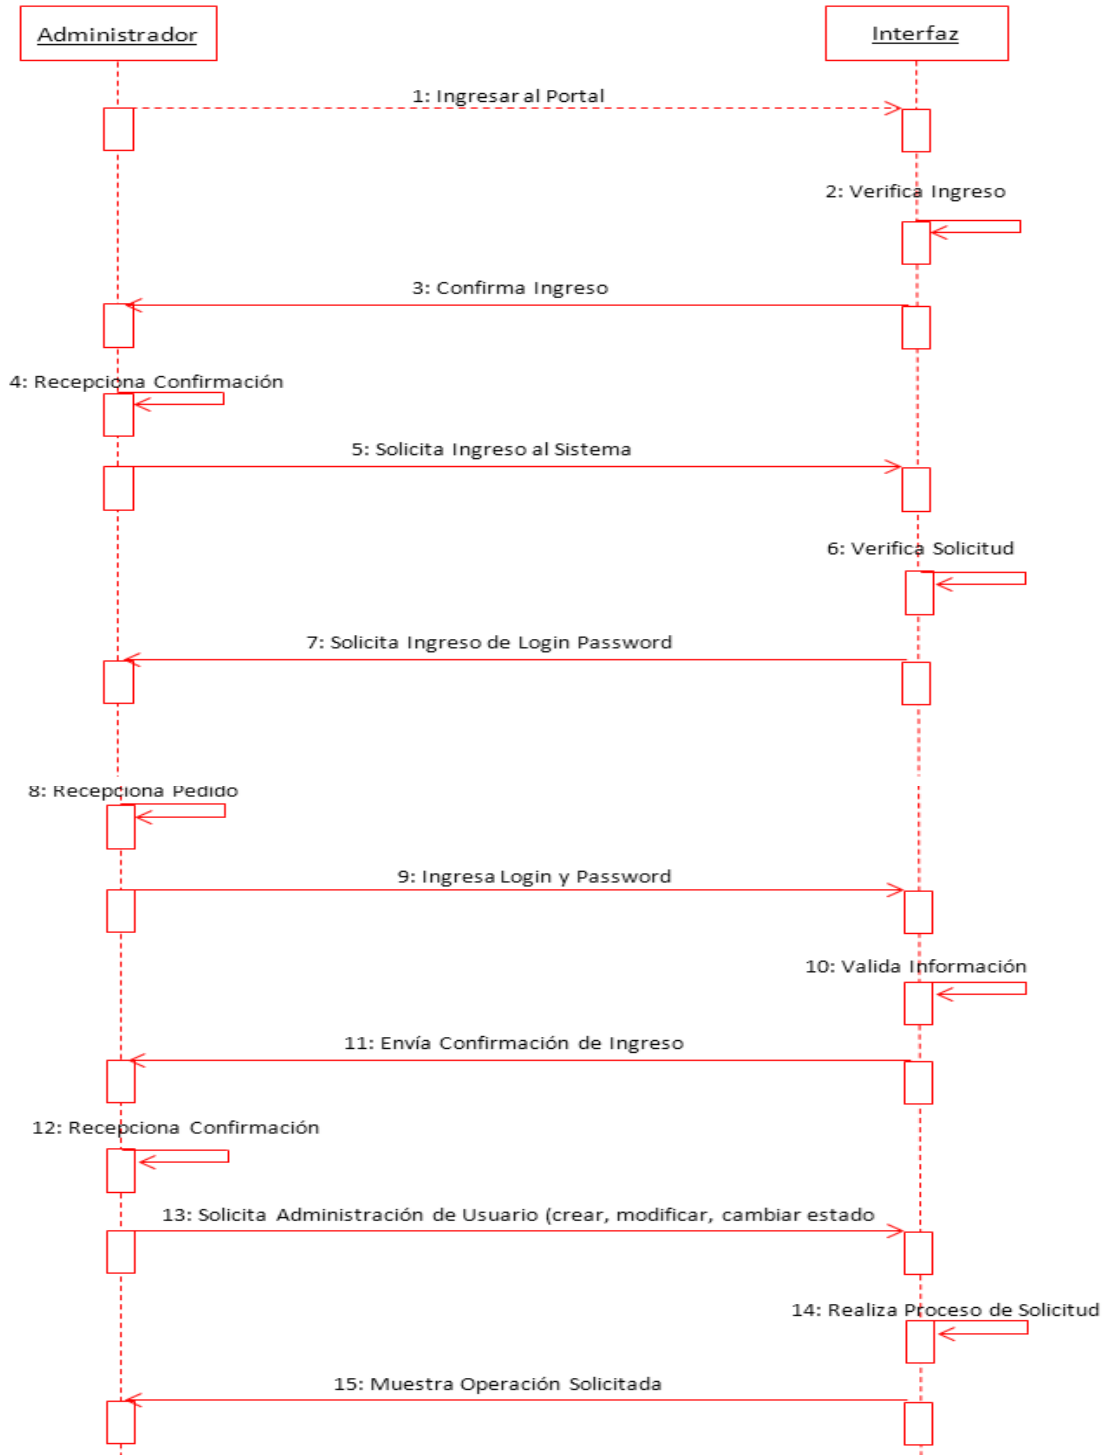 Administrador
Interfaz
1: Ingresar al Portal
2: Verifica Ingreso
3: Confirma Ingreso
4: Recepciona Confirmación
5: Solicita Ingreso al Sistema
6: Verifica Solicitud
7: Solicita Ingreso de Login Password
8: Recepciona Pedido
9: Ingresa Login y Password
10: Valida Información
11: Envía Confirmación de Ingreso
12: Recepciona Confirmación
13: Solicita Administración de Usuario (crear, modificar, cambiar estado
14: Realiza Proceso de Solicitud
15: Muestra Operación Solicitada